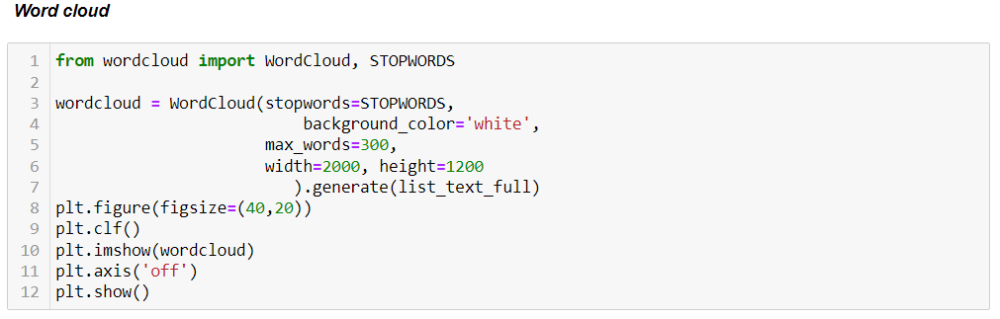 Word cloud
1 from wordcloud import WordCloud, STOPWORDS
2
3 wordcloud = WordCloud(stopwords=STOPWORDS,
4                           background_color='white',
5                       max_words=300,
6                       width=2000, height=1200
7                          ).generate(list_text_full)
8 plt.figure(figsize=(40,20))
9 plt.clf()
10 plt.imshow(wordcloud)
11 plt.axis('off')
12 plt.show()